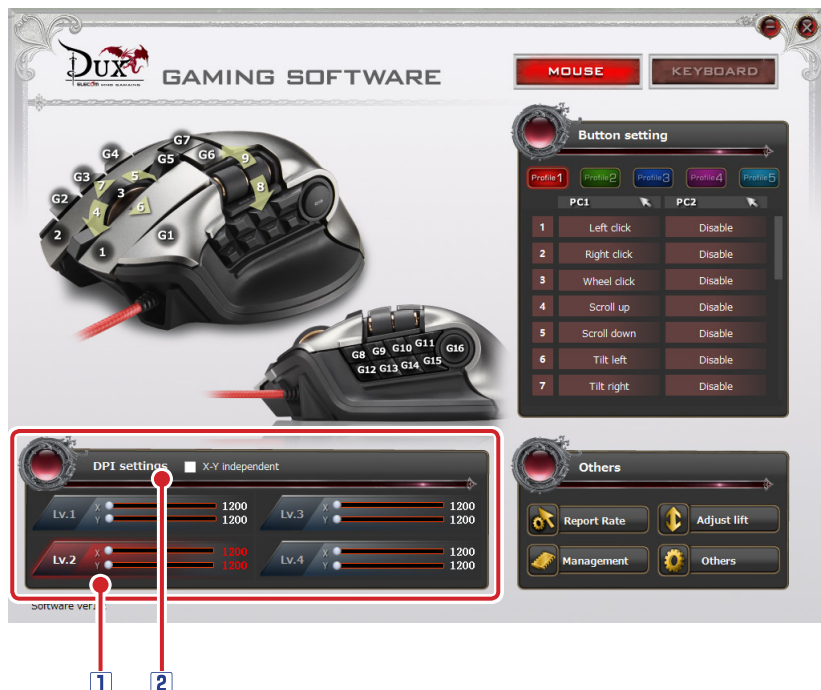 DUX
ELECOM MMO GAMING
GAMING SOFTWARE
MOUSE
KEYBOARD
G7
G4
G5
G6
9
G3
7
5
G2
3
8
4
6
2
G1
1
G8 G9 G10 G11 G16
G12 G13 G14 G15
Button setting
Profile1 Profile2 Profile3 Profile4 Profile5
PC1 PC2
1 Left click Disable
2 Right click Disable
3 Wheel click Disable
4 Scroll up Disable
5 Scroll down Disable
6 Tilt left Disable
7 Tilt right Disable
DPI settings X-Y independent
Lv.1 X 1200
Y 1200
Lv.3 X 1200
Y 1200
Lv.2 X 1200
Y 1200
Lv.4 X 1200
Y 1200
Others
Report Rate
Adjust lift
Management
Others
Software
1 2